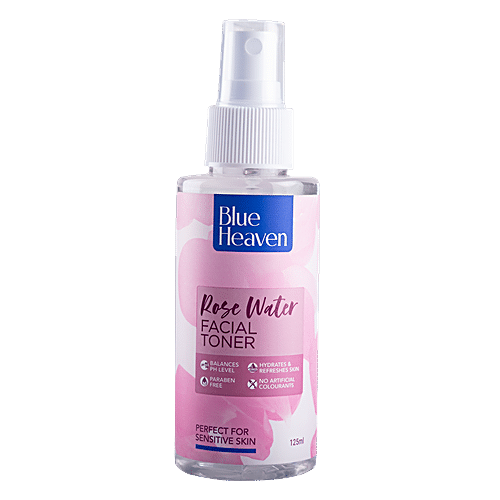 Blue
Heaven
Rose Water
FACIAL
TONER
BALANCES
PH-LEVEL
HYDRATES &
REFRESHES SKIN
PARABEN
FREE
NO ARTIFICIAL
COLOURANTE
PERFECT FOR
SENSITIVE SKIN
125ml